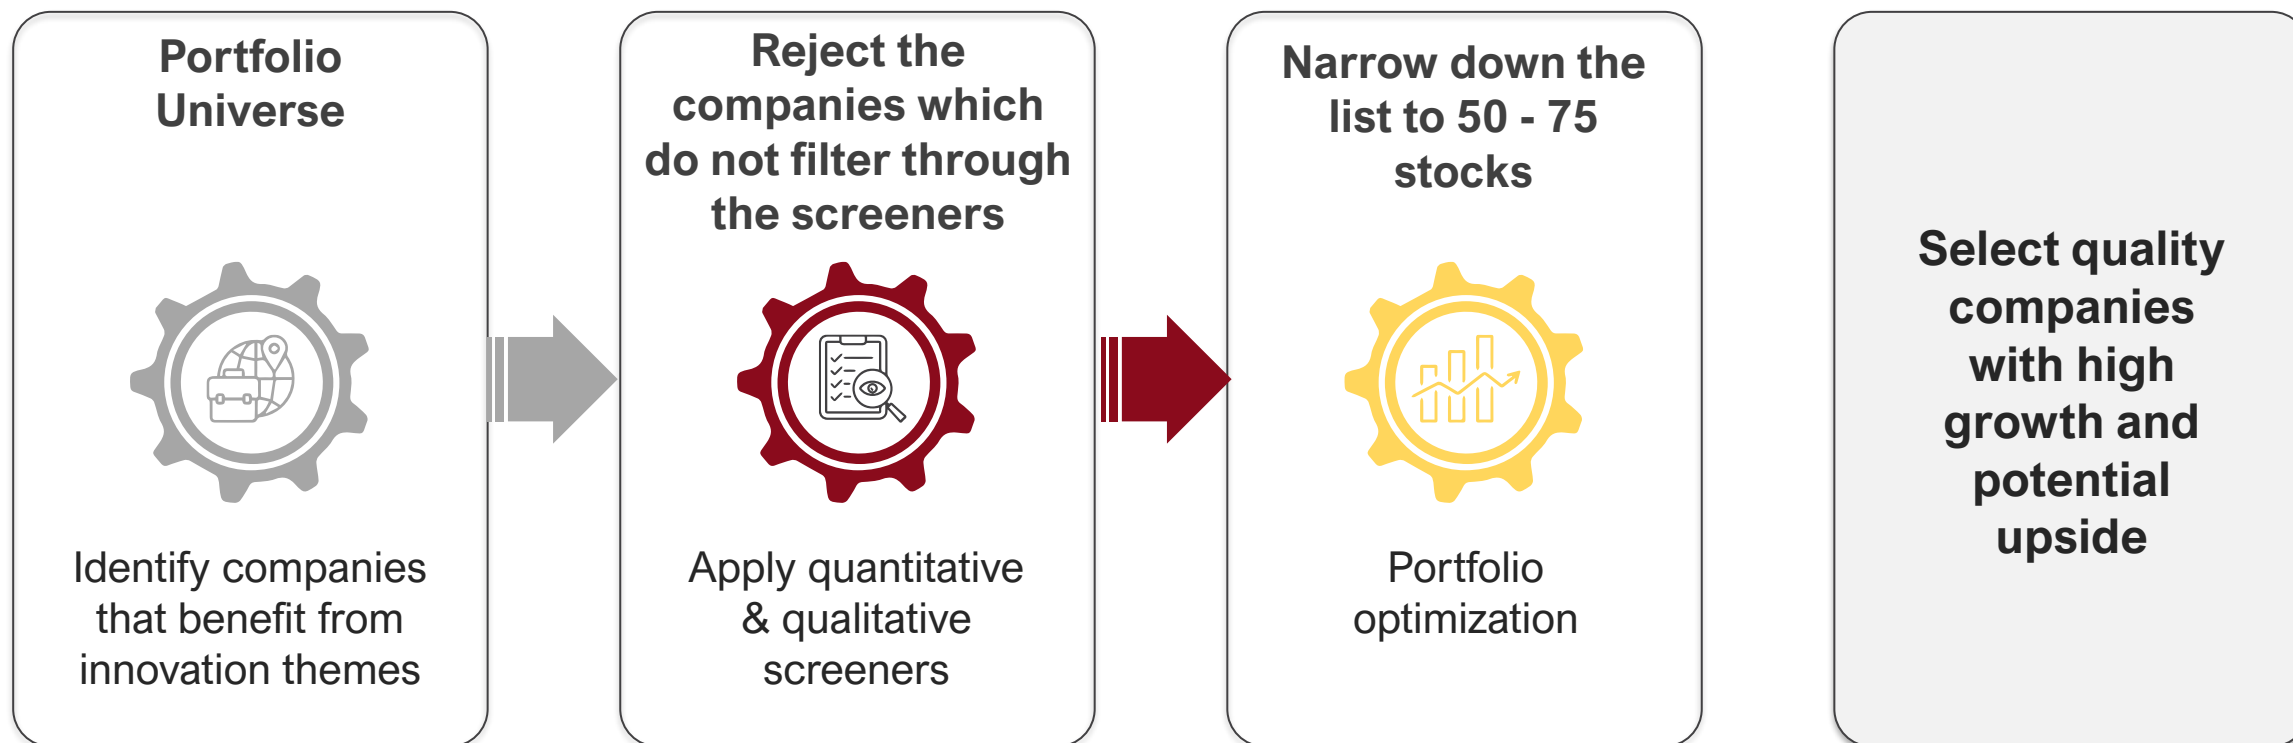 Portfolio
Universe
Identify companies
that benefit from
innovation themes
Reject the
companies which
do not filter through
the screeners
Apply quantitative
& qualitative
screeners
Narrow down the
list to 50 - 75
stocks
Portfolio
optimization
Select quality
companies
with high
growth and
potential
upside